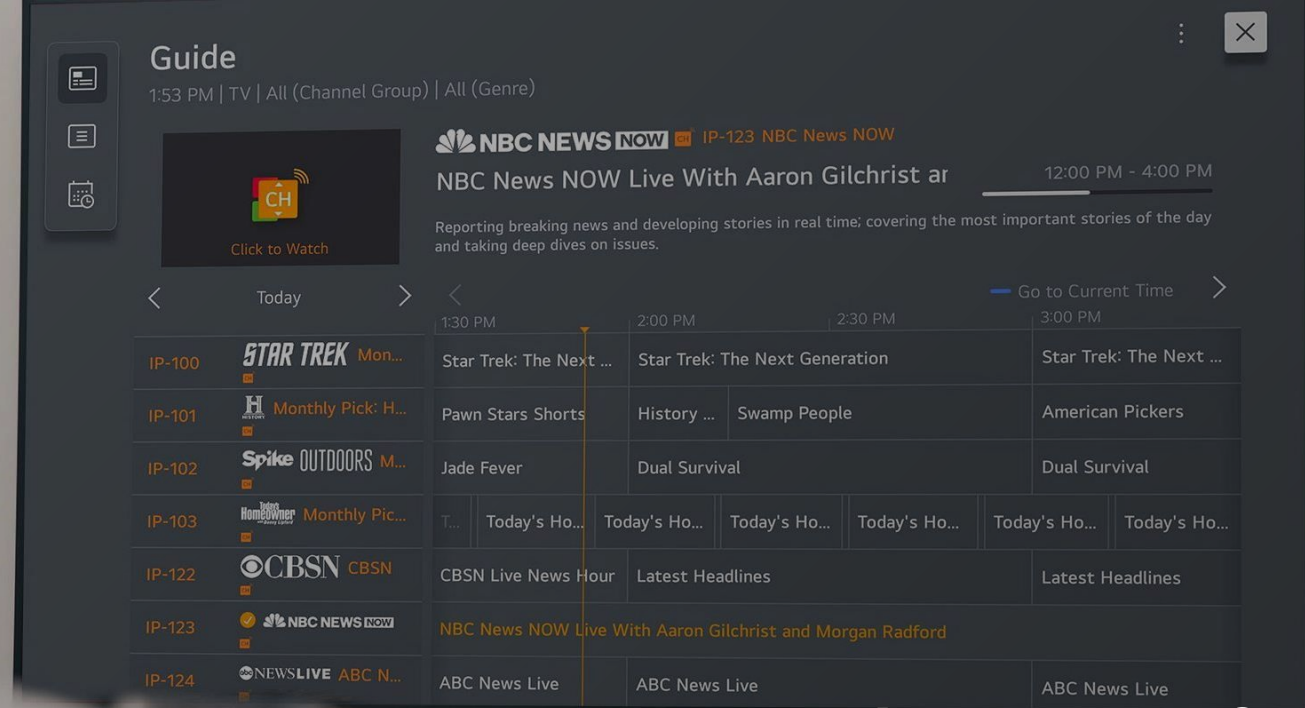 Guide
1:53 PM | TV | All (Channel Group) | All (Genre)
NBC NEWS NOW CH IP-123 NBC News NOW
NBC News NOW Live With Aaron Gilchrist ar
12:00 PM - 4:00 PM
CH
Click to Watch
Reporting breaking news and developing stories in real time; covering the most important stories of the day
and taking deep dives on issues.
Today
Go to Current Time
1:30 PM 2:00 PM 2:30 PM 3:00 PM
IP-100 STAR TREK Mon... Star Trek: The Next ... Star Trek: The Next Generation Star Trek: The Next ...
IP-101 H HISTORY Monthly Pick: H... Pawn Stars Shorts History ... Swamp People American Pickers
IP-102 Spike OUTDOORS M... Jade Fever Dual Survival Dual Survival
IP-103 Today's Homeowner with Danny Lipford Monthly Pic... T... Today's Ho... Today's Ho... Today's Ho... Today's Ho... Today's Ho... Today's Ho...
IP-122 CBSN CBSN CBSN Live News Hour Latest Headlines Latest Headlines
IP-123 NBC NEWS NOW NBC News NOW Live With Aaron Gilchrist and Morgan Radford
IP-124 abc NEWS LIVE ABC N... ABC News Live ABC News Live ABC News Live